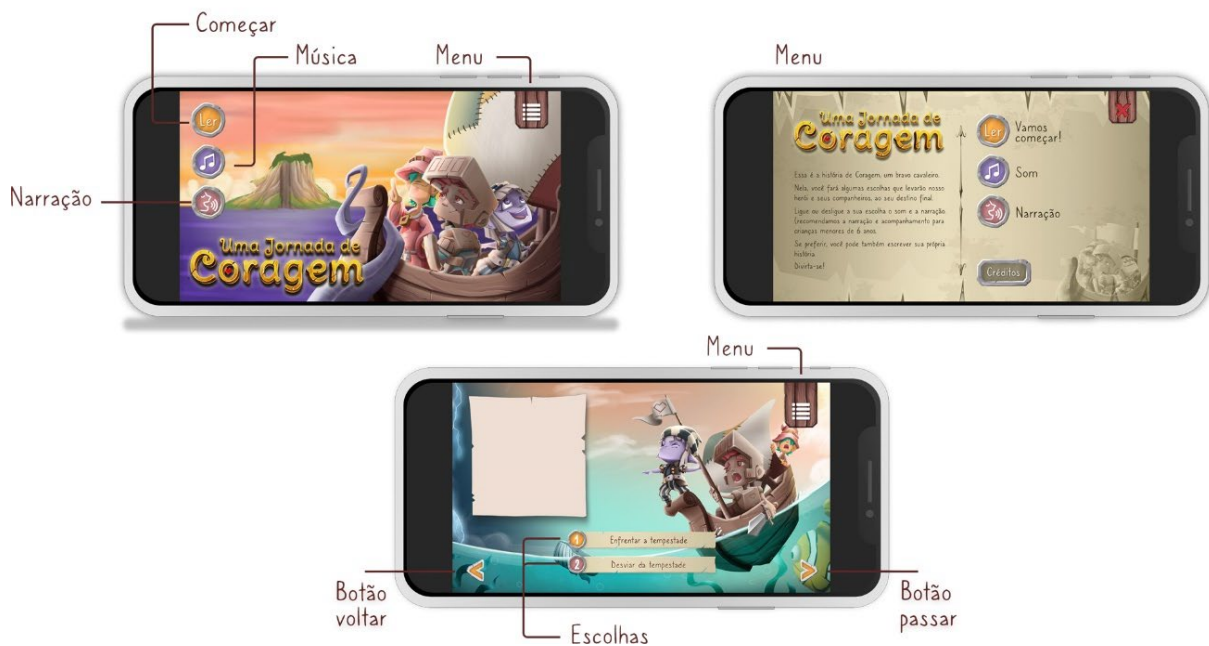 Começar
Música
Menu
Narração
Ler
Uma Jornada de
Coragem
Menu
Uma Jornada de
Coragem
Esta é a história de Coragem, um bravo cavaleiro.
Nela, você fará algumas escolhas que levarão nosso
herói e seus companheiros, ao seu destino final.
Ligue ou desligue a sua escolha o som e a narração
(recomendamos a narração e acompanhamento para
crianças menores de 6 anos.
Se preferir, você pode também escrever sua própria
história.
Divirta-se!
Ler
Vamos
começar!
Som
Narração
Créditos
Menu
1 Enfrentar a tempestade
2 Desviar da tempestade
Botão
voltar
Escolhas
Botão
passar